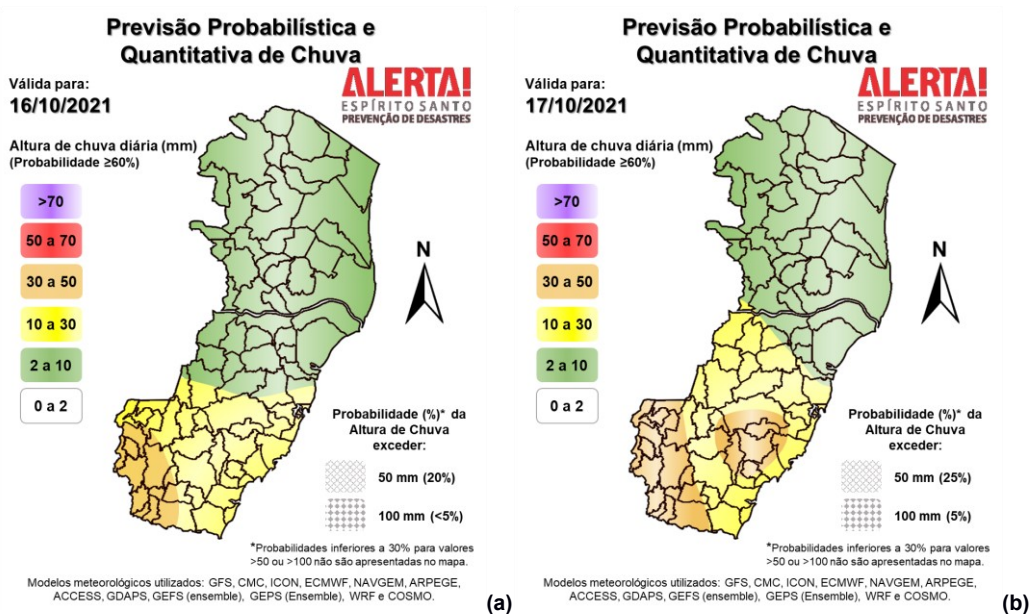 Previsão Probabilística e
Quantitativa de Chuva
Válida para:
16/10/2021
ALERTA!
ESPÍRITO SANTO
PREVENÇÃO DE DESASTRES
Altura de chuva diária (mm)
(Probabilidade ≥60%)
>70
50 a 70
30 a 50
10 a 30
2 a 10
0 a 2
N
Probabilidade (%)* da
Altura de Chuva
exceder:
50 mm (20%)
100 mm (<5%)
*Probabilidades inferiores a 30% para valores
>50 ou >100 não são apresentadas no mapa.
Modelos meteorológicos utilizados: GFS, CMC, ICON, ECMWF, NAVGEM, ARPEGE,
ACCESS, GDAPS, GEFS (ensemble), GEPS (Ensemble), WRF e COSMO.
(a)
Previsão Probabilística e
Quantitativa de Chuva
Válida para:
17/10/2021
ALERTA!
ESPÍRITO SANTO
PREVENÇÃO DE DESASTRES
Altura de chuva diária (mm)
(Probabilidade ≥60%)
>70
50 a 70
30 a 50
10 a 30
2 a 10
0 a 2
N
Probabilidade (%)* da
Altura de Chuva
exceder:
50 mm (25%)
100 mm (5%)
*Probabilidades inferiores a 30% para valores
>50 ou >100 não são apresentadas no mapa.
Modelos meteorológicos utilizados: GFS, CMC, ICON, ECMWF, NAVGEM, ARPEGE,
ACCESS, GDAPS, GEFS (ensemble), GEPS (Ensemble), WRF e COSMO.
(b)